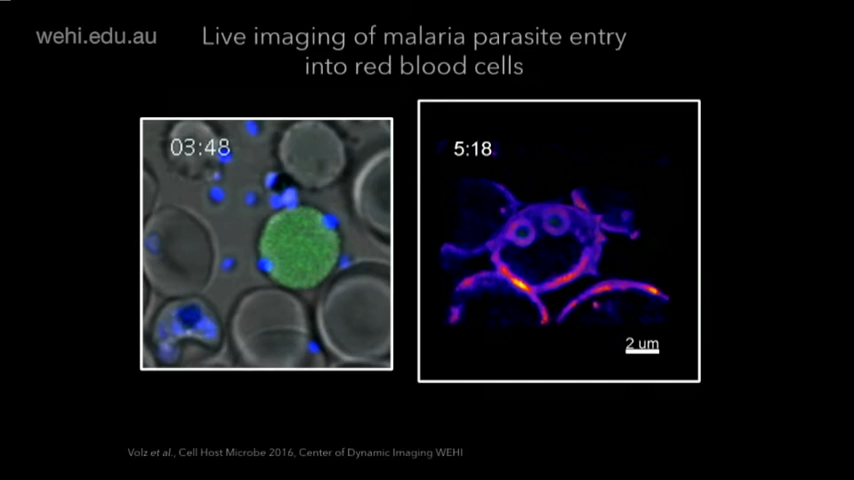 wehi.edu.au
Live imaging of malaria parasite entry
into red blood cells
03:48
5:18
2 um
Volz et al., Cell Host Microbe 2016, Center of Dynamic Imaging WEHI